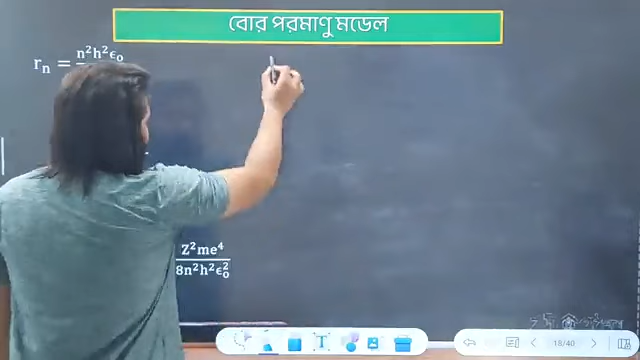 বোর পরমাণু মডেল
rₙ = n²h²ϵ₀
Z²me⁴
8n²h²ϵ₀²
T
18/40